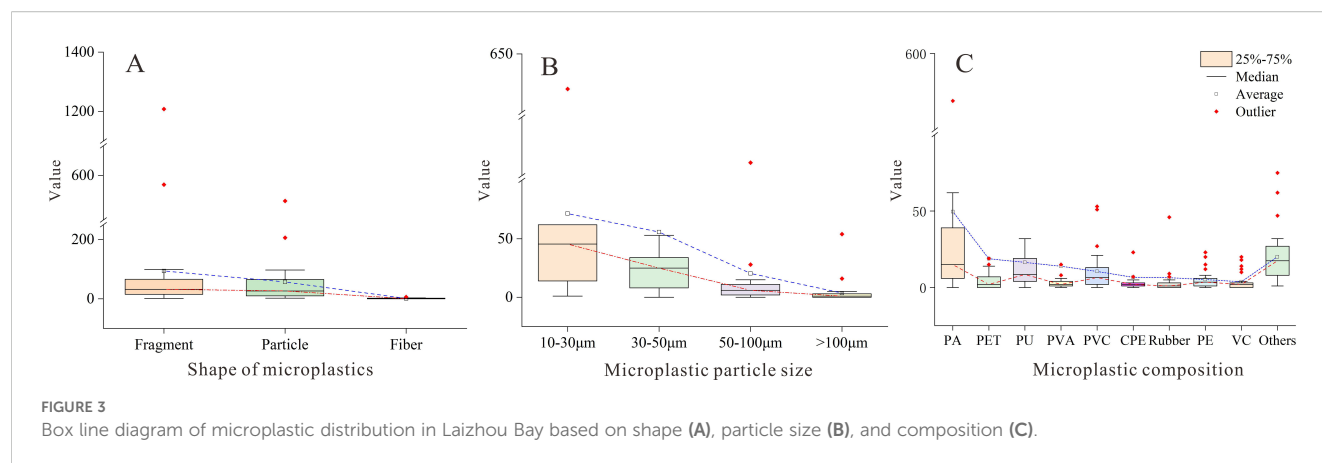 A
1400
1200
600
200
0
Value
Fragment
Particle
Fiber
Shape of microplastics
B
650
50
0
Value
10-30μm
30-50μm
50-100μm
>100μm
Microplastic particle size
C
600
50
0
Value
25%-75%
Median
Average
Outlier
PA
PET
PU
PVA
PVC
CPE
Rubber
PE
VC
Others
Microplastic composition
FIGURE 3
Box line diagram of microplastic distribution in Laizhou Bay based on shape (A), particle size (B), and composition (C).